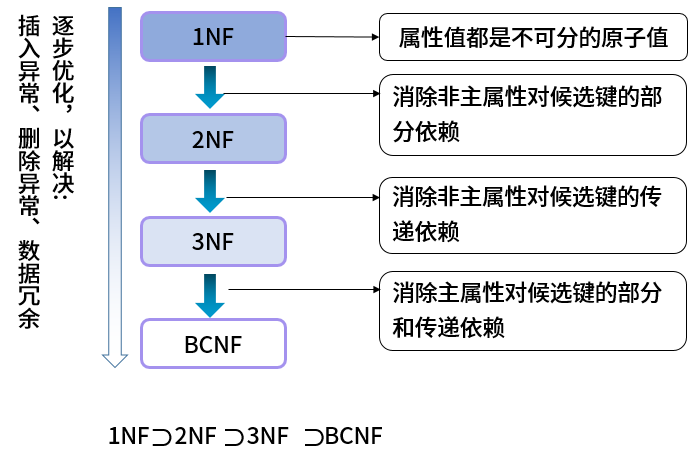 逐步优化，以解决：
插入异常、删除异常、数据冗余
1NF
属性值都是不可分的原子值
消除非主属性对候选键的部
分依赖
2NF
消除非主属性对候选键的传
递依赖
3NF
消除主属性对候选键的部分
和传递依赖
BCNF
1NF⊃2NF ⊃3NF ⊃BCNF